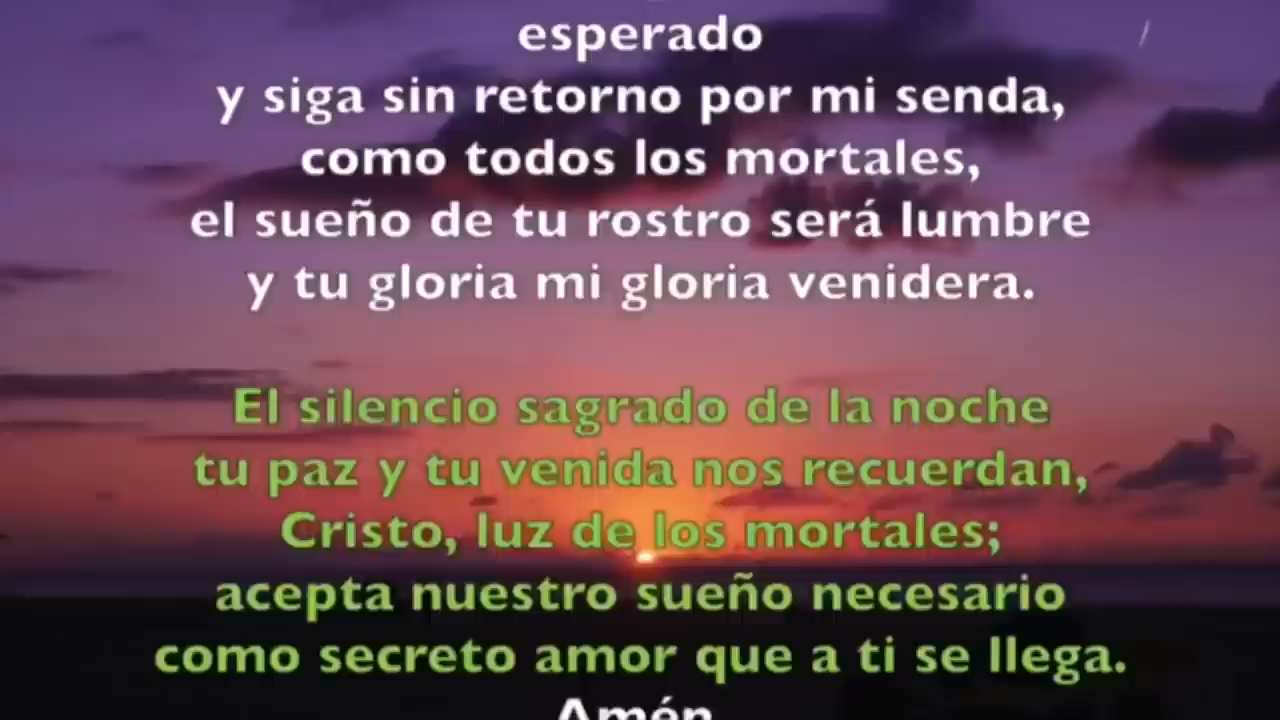 esperado
y siga sin retorno por mi senda,
como todos los mortales,
el sueño de tu rostro será lumbre
y tu gloria mi gloria venidera.
El silencio sagrado de la noche
tu paz y tu venida nos recuerdan,
Cristo, luz de los mortales;
acepta nuestro sueño necesario
como secreto amor que a ti se llega.
Amén